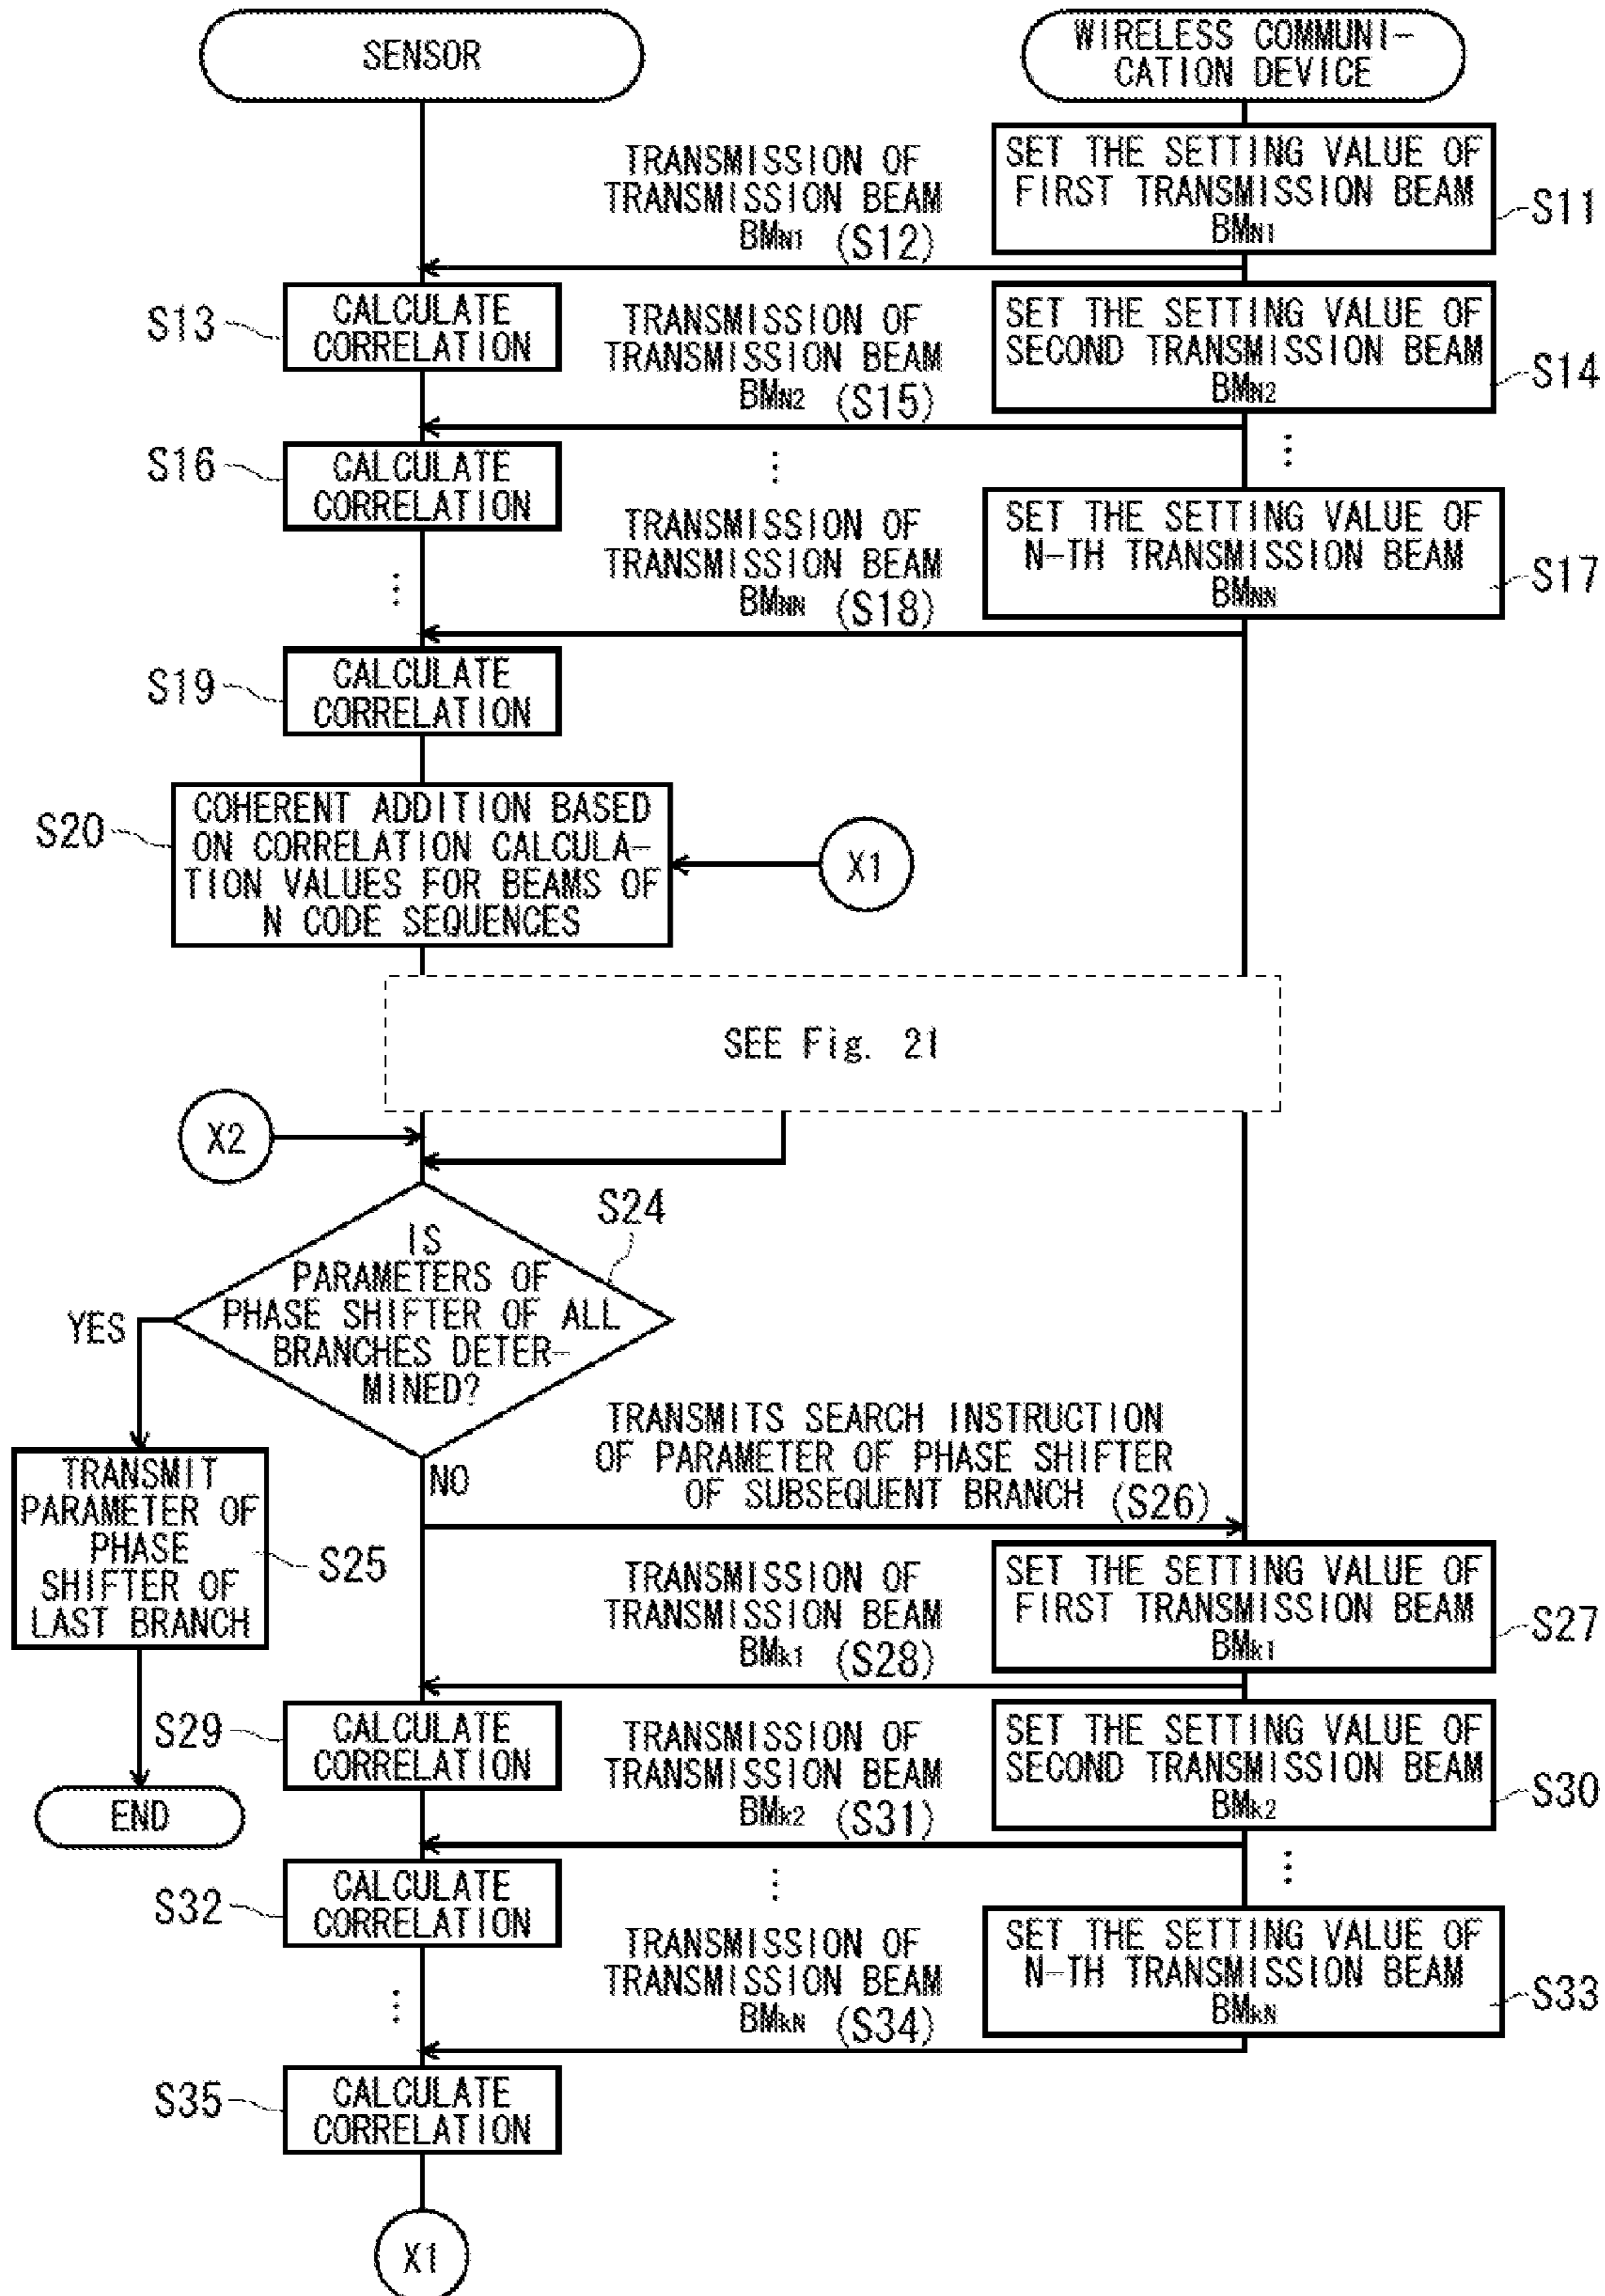 SENSOR
WIRELESS COMMUNI-
CATION DEVICE
TRANSMISSION OF
TRANSMISSION BEAM
BMN1 (S12)
SET THE SETTING VALUE OF
FIRST TRANSMISSION BEAM
BMN1
S11
S13
CALCULATE
CORRELATION
TRANSMISSION OF
TRANSMISSION BEAM
BMN2 (S15)
SET THE SETTING VALUE OF
SECOND TRANSMISSION BEAM
BMN2
S14
S16
CALCULATE
CORRELATION
TRANSMISSION OF
TRANSMISSION BEAM
BMNN (S18)
SET THE SETTING VALUE OF
N-TH TRANSMISSION BEAM
BMNN
S17
S19
CALCULATE
CORRELATION
S20
COHERENT ADDITION BASED
ON CORRELATION CALCULA-
TION VALUES FOR BEAMS OF
N CODE SEQUENCES
X1
SEE Fig. 21
X2
S24
IS
PARAMETERS OF
PHASE SHIFTER OF ALL
BRANCHES DETER-
MINED?
YES
NO
TRANSMIT
PARAMETER OF
PHASE
SHIFTER OF
LAST BRANCH
S25
END
TRANSMITS SEARCH INSTRUCTION
OF PARAMETER OF PHASE SHIFTER
OF SUBSEQUENT BRANCH (S26)
TRANSMISSION OF
TRANSMISSION BEAM
BMk1 (S28)
SET THE SETTING VALUE OF
FIRST TRANSMISSION BEAM
BMk1
S27
S29
CALCULATE
CORRELATION
TRANSMISSION OF
TRANSMISSION BEAM
BMk2 (S31)
SET THE SETTING VALUE OF
SECOND TRANSMISSION BEAM
BMk2
S30
S32
CALCULATE
CORRELATION
TRANSMISSION OF
TRANSMISSION BEAM
BMkN (S34)
SET THE SETTING VALUE OF
N-TH TRANSMISSION BEAM
BMkN
S33
S35
CALCULATE
CORRELATION
X1